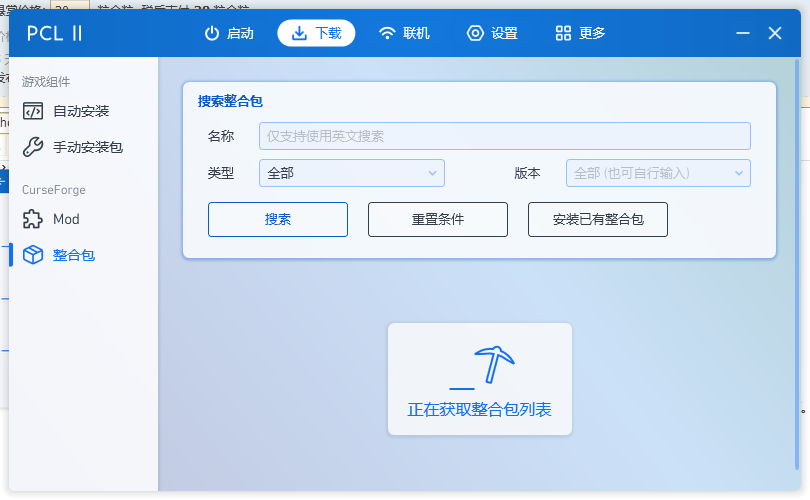 PCL II
启动
下载
联机
设置
更多
游戏组件
自动安装
手动安装包
CurseForge
Mod
整合包
搜索整合包
名称
仅支持使用英文搜索
类型
全部
版本
全部 (也可自行输入)
搜索
重置条件
安装已有整合包
正在获取整合包列表